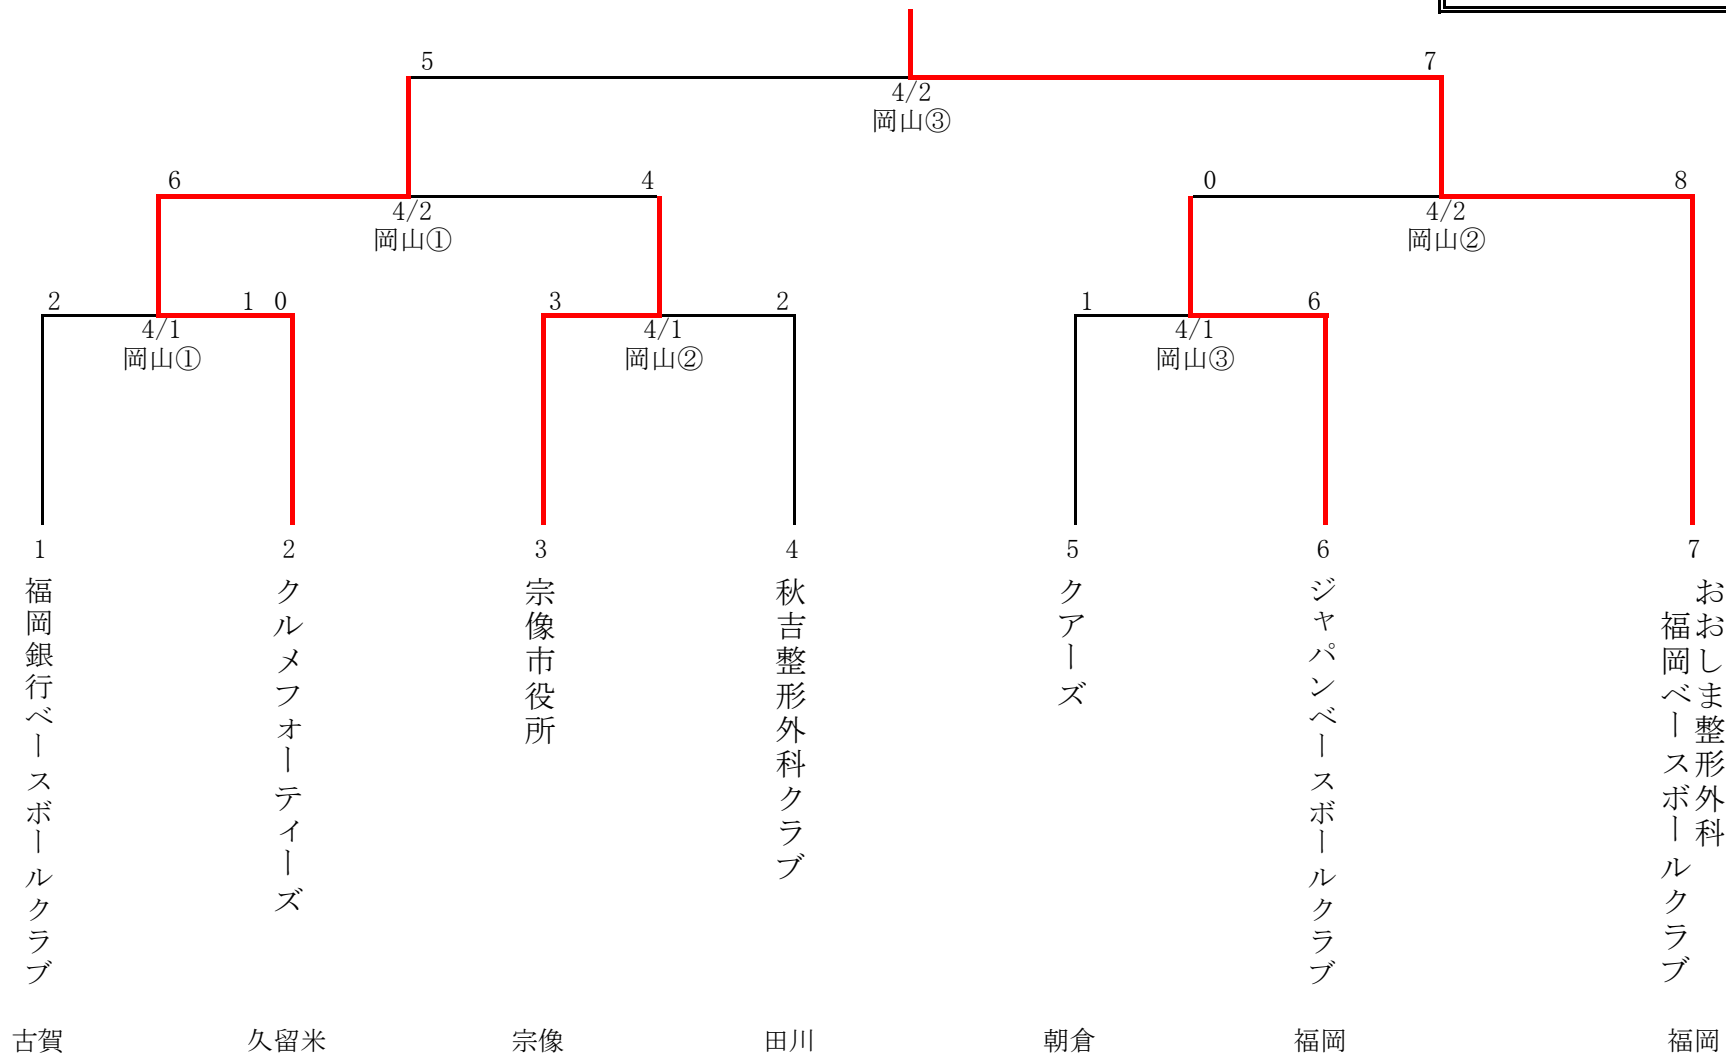 5 7
4/2
岡山③
6 4 0 8
4/2 4/2
岡山① 岡山②
2 10 3 2 1 6
4/1 4/1 4/1
岡山① 岡山② 岡山③
1 2 3 4 5 6 7
福岡銀行ベースボールクラブ
クルメフオーティーズ
宗像市役所
秋吉整形外科クラブ
クアーズ
ジャパンベースボールクラブ
おおしま整形外科
福岡ベースボールクラブ
古賀 久留米 宗像 田川 朝倉 福岡 福岡